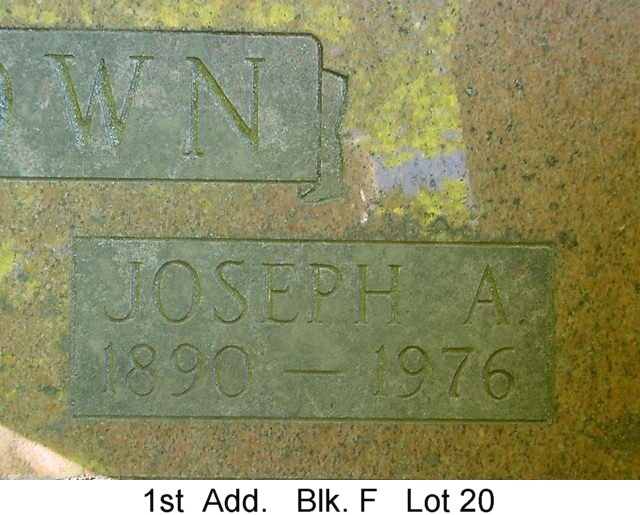 OWN
JOSEPH A.
1890 — 1976
1st Add. Blk. F Lot 20